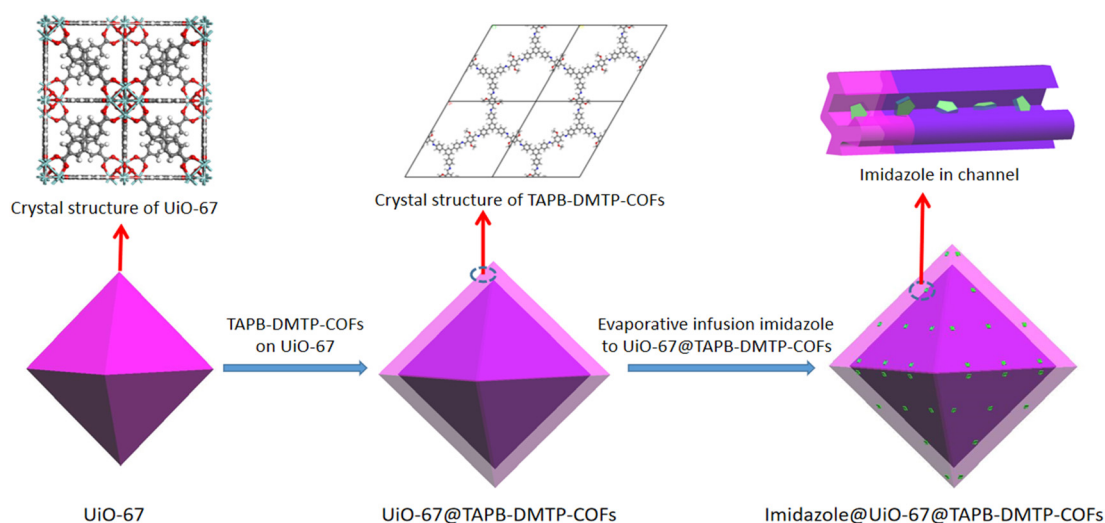 Crystal structure of UiO-67
Crystal structure of TAPB-DMTP-COFs
Imidazole in channel
TAPB-DMTP-COFs
on UiO-67
Evaporative infusion imidazole
to UiO-67@TAPB-DMTP-COFs
UiO-67
UiO-67@TAPB-DMTP-COFs
Imidazole@UiO-67@TAPB-DMTP-COFs